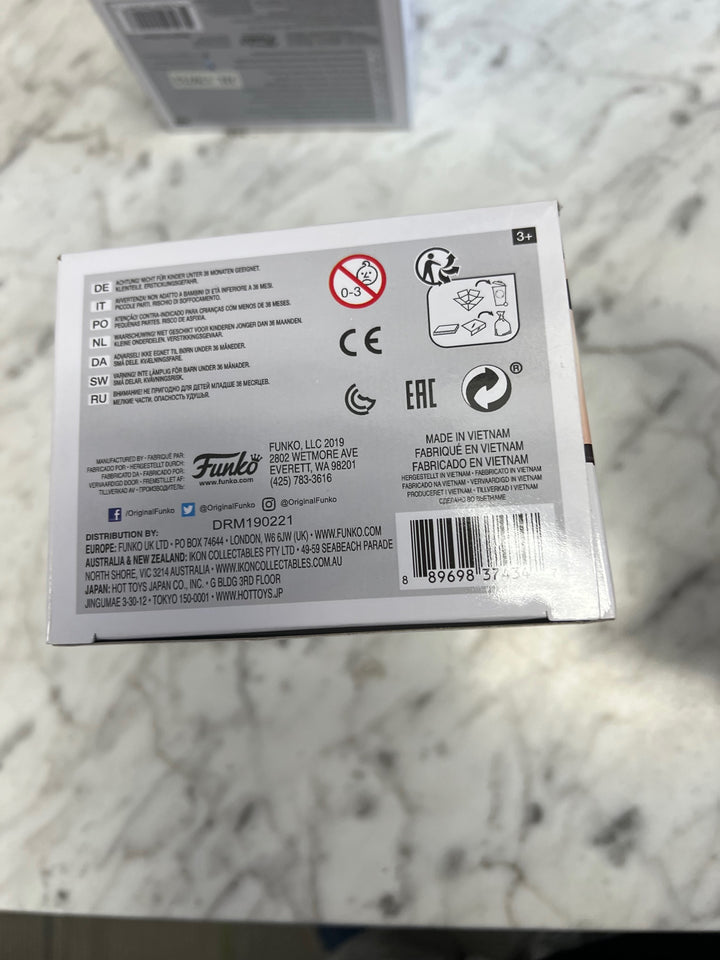 3+
DE ACHTUNG! NICHT FÜR KINDER UNTER 36 MONATEN GEEIGNET.
KLEINTEILE. ERSTICKUNGSGEFAHR.
IT AVVERTENZA! NON ADATTO A BAMBINI DI ETÀ INFERIORE A 36 MESI.
PICCOLE PARTI. RISCHIO DI SOFFOCAMENTO.
PO ATENÇÃO! CONTRA-INDICADO PARA CRIANÇAS COM MENOS DE 36 MESES.
PEQUENAS PARTES. RISCO DE ASFIXIA.
NL WAARSCHUWING! NIET GESCHIKT VOOR KINDEREN JONGER DAN 36 MAANDEN.
KLEINE ONDERDELEN. VERSTIKKINGSGEVAAR.
DA ADVARSEL! IKKE EGNET TIL BØRN UNDER 36 MÅNEDER.
SMÅ DELE. KVÆLNINGSFARE.
SW VARNING! INTE LÄMPLIG FÖR BARN UNDER 36 MÅNADER.
SMÅ DELAR. KVÄVNINGSRISK.
RU ВНИМАНИЕ! НЕ ПРИГОДНО ДЛЯ ДЕТЕЙ МЛАДШЕ 36 МЕСЯЦЕВ.
МЕЛКИЕ ЧАСТИ. ОПАСНОСТЬ УДУШЬЯ.
0-3
CE
EAC
®
MANUFACTURED BY • FABRIQUÉ PAR:
FABRICADO POR • HERGESTELLT DURCH:
FABRICATO DA • FABRICADO POR:
VERVAARDIGD DOOR • FREMSTILLET AF:
TILLVERKAD AV • ПРОИЗВОДИТЕЛЬ:
Funko
www.funko.com
FUNKO, LLC 2019
2802 WETMORE AVE
EVERETT, WA 98201
(425) 783-3616
/OriginalFunko @OriginalFunko @OriginalFunko
DRM190221
MADE IN VIETNAM
FABRIQUÉ EN VIETNAM
FABRICADO EN VIETNAM
HERGESTELLT IN VIETNAM • FABBRICATO IN VIETNAM
FABRICADO NA VIETNAM • VERVAARDIGD IN VIETNAM
PRODUCERET I VIETNAM • TILLVERKAD I VIETNAM
СДЕЛАНО ВО ВЬЕТНАМЕ
DISTRIBUTION BY:
EUROPE: FUNKO UK LTD • PO BOX 74644 • LONDON, W6 6JW (UK) • WWW.FUNKO.COM
AUSTRALIA & NEW ZEALAND: IKON COLLECTABLES PTY LTD • 49-59 SEABEACH PARADE
NORTH SHORE, VIC 3214 AUSTRALIA • WWW.IKONCOLLECTABLES.COM.AU
JAPAN: HOT TOYS JAPAN CO., INC. • G BLDG 3RD FLOOR
JINGUMAE 3-30-12 • TOKYO 150-0001 • WWW.HOTTOYS.JP
8 89698